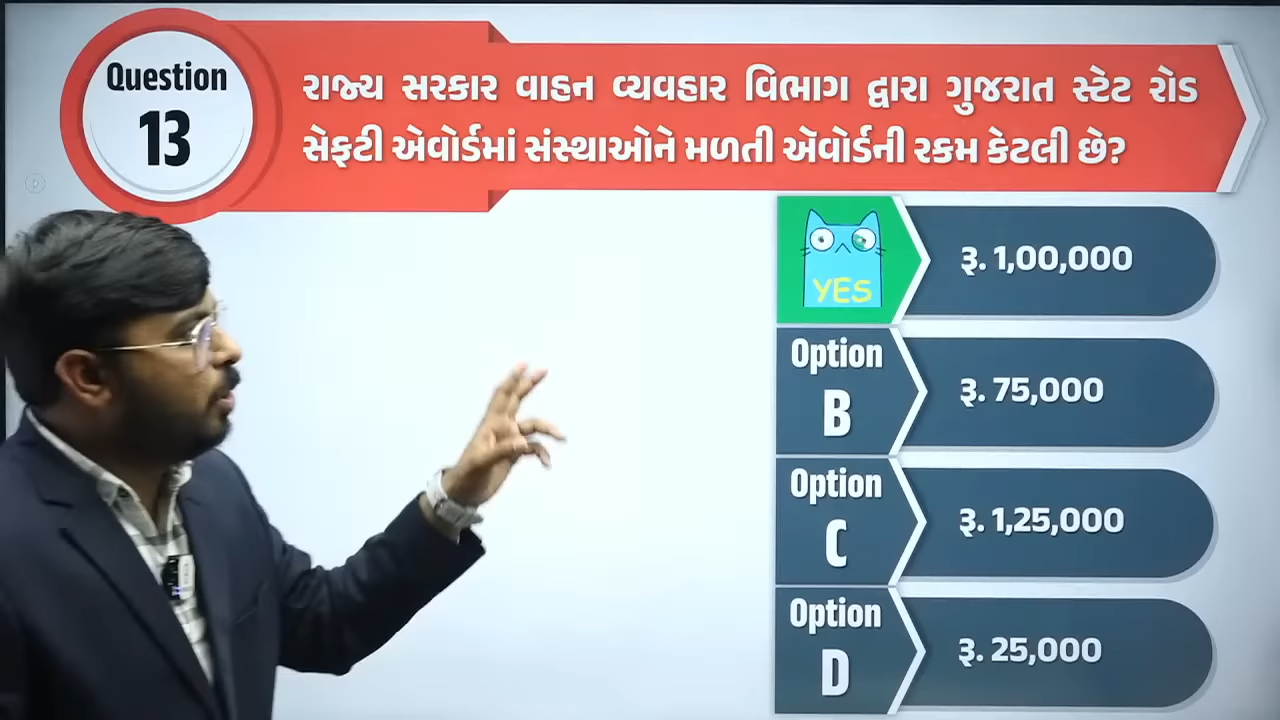 Question
13
રાજ્ય સરકાર વાહન વ્યવહાર વિભાગ દ્વારા ગુજરાત સ્ટેટ રોડ
સેફ્ટી એવોર્ડમાં સંસ્થાઓને મળતી ઍવોર્ડની રકમ કેટલી છે?
YES
રૂ. 1,00,000
Option
B
રૂ. 75,000
Option
C
રૂ. 1,25,000
Option
D
રૂ. 25,000